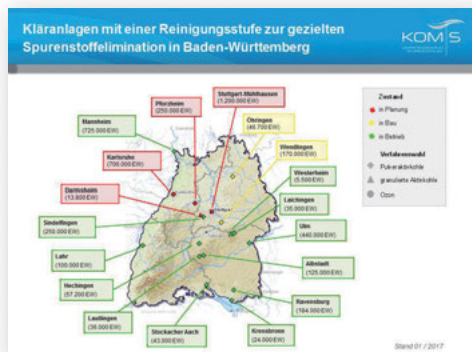 Kläranlagen mit einer Reinigungsstufe zur gezielten
Spurenstoffelimination in Baden-Württemberg
KOMS
Stuttgart-Mühlhausen
(1.200.000 EW)
Pforzheim
(250.000 EW)
Öhringen
(46.700 EW)
Mannheim
(725.000 EW)
Wendlingen
(170.000 EW)
Karlsruhe
(700.000 EW)
Westerheim
(5.500 EW)
Darmsheim
(13.800 EW)
Laichingen
(35.000 EW)
Sindelfingen
(250.000 EW)
Ulm
(440.000 EW)
Lahr
(100.000 EW)
Albstadt
(125.000 EW)
Hechingen
(57.200 EW)
Ravensburg
(184.000 EW)
Lautlingen
(36.000 EW)
Stockacher Aach
(43.000 EW)
Kressbronn
(24.000 EW)
Zustand
in Planung
in Bau
in Betrieb
Verfahrenswahl
Pulveraktivkohle
granulierte Aktivkohle
Ozon
Stand 01 / 2017